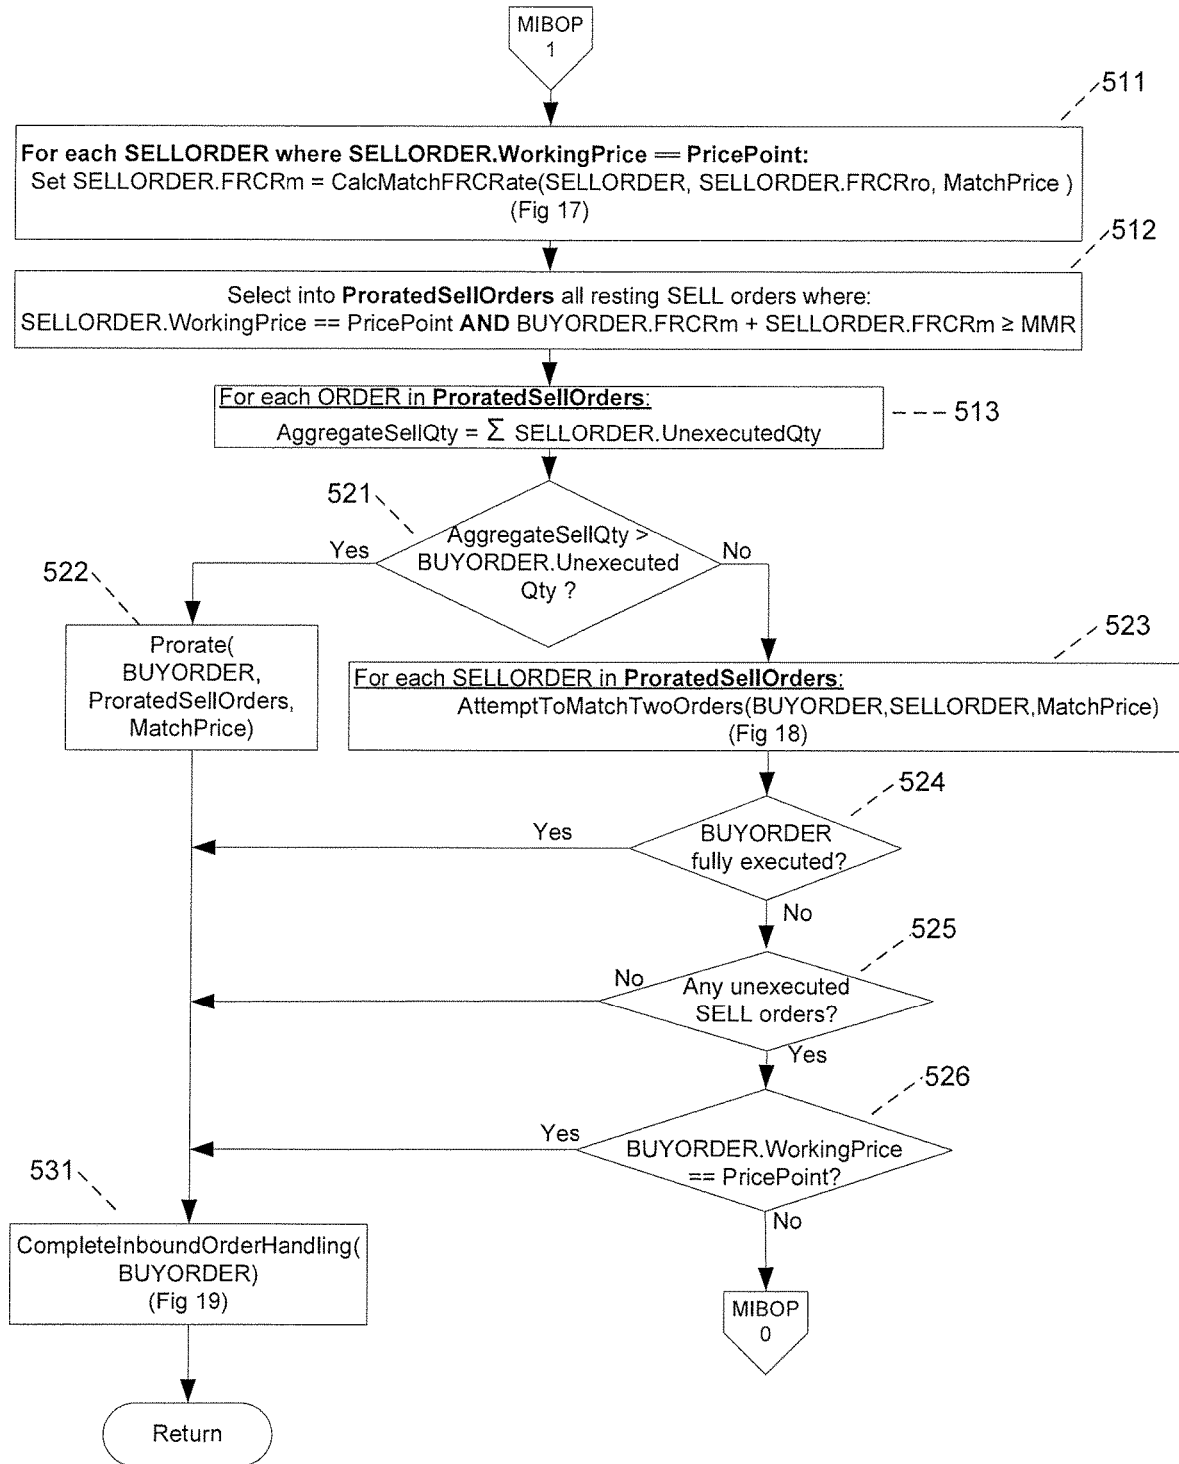 MIBOP
1
511
For each SELLORDER where SELLORDER.WorkingPrice == PricePoint:
Set SELLORDER.FRCRm = CalcMatchFRCRate(SELLORDER, SELLORDER.FRCRro, MatchPrice )
(Fig 17)
512
Select into ProratedSellOrders all resting SELL orders where:
SELLORDER.WorkingPrice == PricePoint AND BUYORDER.FRCRm + SELLORDER.FRCRm ≥ MMR
For each ORDER in ProratedSellOrders:
AggregateSellQty = Σ SELLORDER.UnexecutedQty
513
521
AggregateSellQty >
BUYORDER.Unexecuted
Qty ?
Yes
No
522
Prorate(
BUYORDER,
ProratedSellOrders,
MatchPrice)
523
For each SELLORDER in ProratedSellOrders:
AttemptToMatchTwoOrders(BUYORDER,SELLORDER,MatchPrice)
(Fig 18)
524
BUYORDER
fully executed?
Yes
No
525
Any unexecuted
SELL orders?
No
Yes
526
BUYORDER.WorkingPrice
== PricePoint?
Yes
No
531
CompleteInboundOrderHandling(
BUYORDER)
(Fig 19)
MIBOP
0
Return